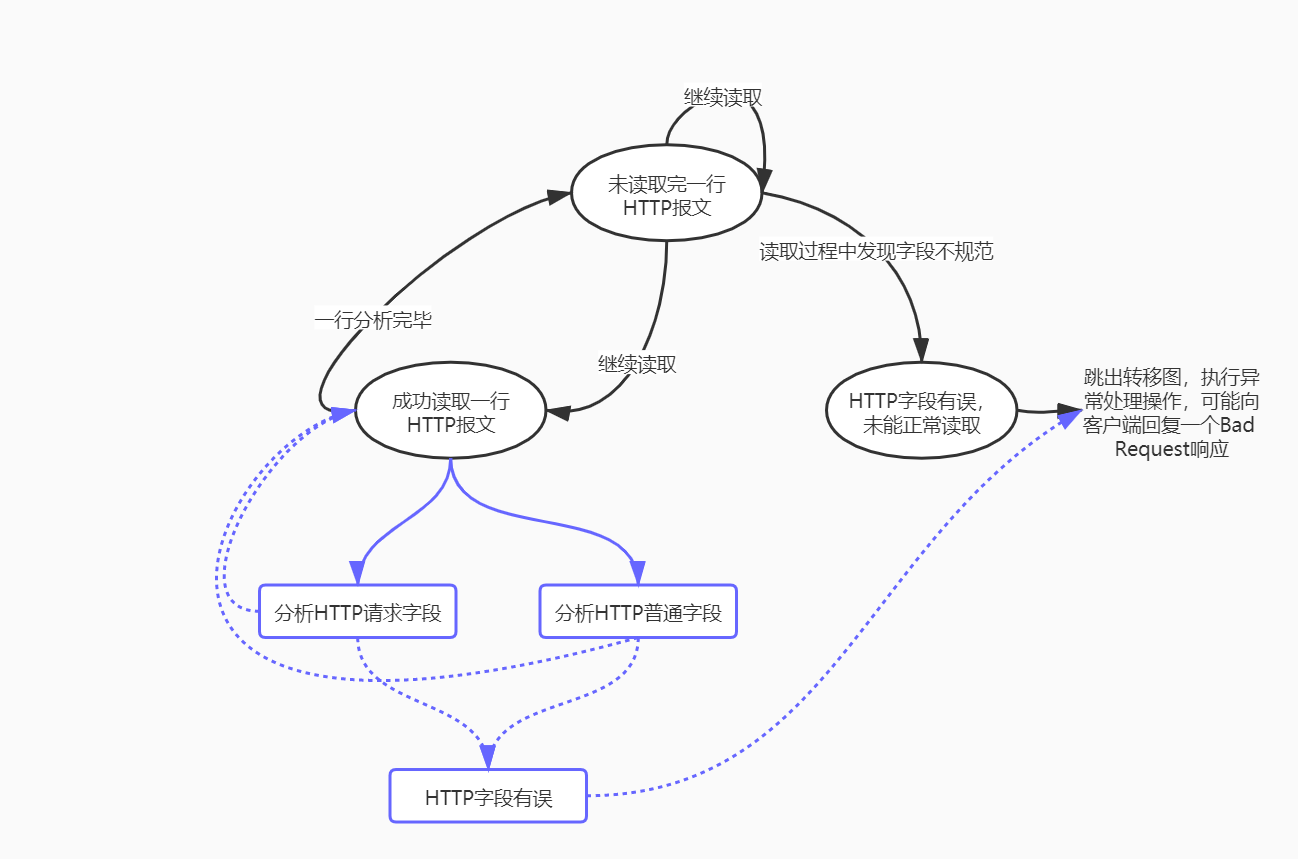 继续读取
未读取完一行
HTTP报文
读取过程中发现字段不规范
一行分析完毕
继续读取
成功读取一行
HTTP报文
HTTP字段有误，
未能正常读取
跳出转移图，执行异
常处理操作，可能向
客户端回复一个Bad
Request响应
分析HTTP请求字段
分析HTTP普通字段
HTTP字段有误